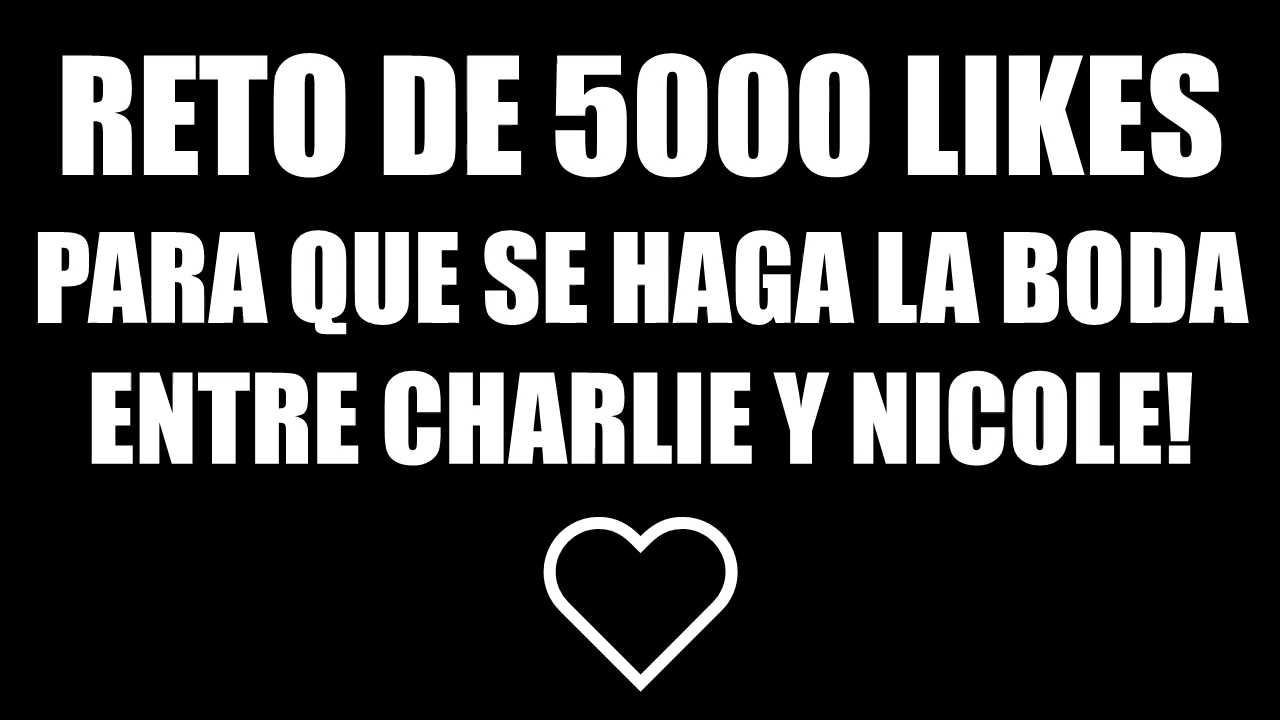 RETO DE 5000 LIKES
PARA QUE SE HAGA LA BODA
ENTRE CHARLIE Y NICOLE!